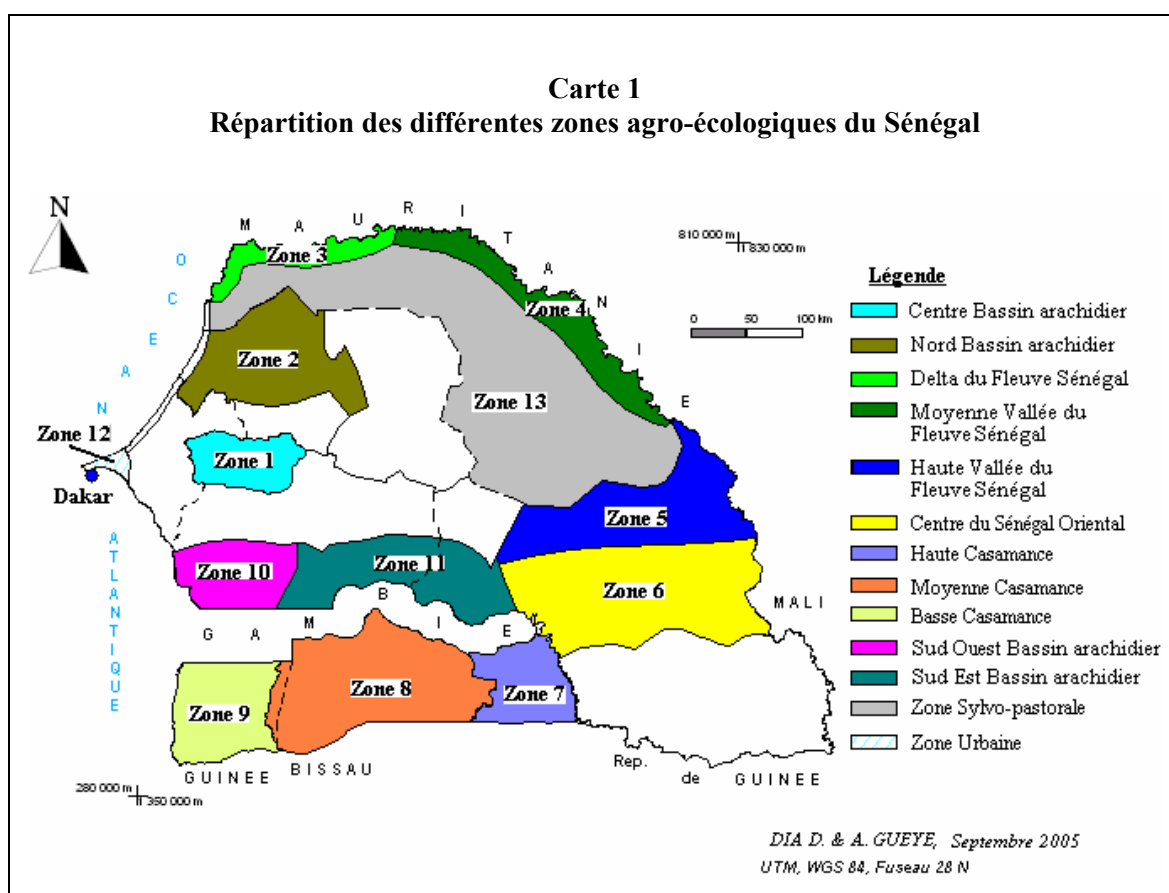 Carte 1
Répartition des différentes zones agro-écologiques du Sénégal
N
MAURITANIE
OCEAN
ATLANTIQUE
810 000 m
830 000 m
0 50 100 km
Zone 3
Zone 4
Zone 2
Zone 13
Zone 12
Zone 1
Dakar
Zone 5
Zone 10
Zone 11
Zone 6
GAMBIE
MALI
Zone 8
Zone 7
Zone 9
GUINEE BISSAU
Rep. de GUINEE
280 000 m
350 000 m
Légende
Centre Bassin arachidier
Nord Bassin arachidier
Delta du Fleuve Sénégal
Moyenne Vallée du
Fleuve Sénégal
Haute Vallée du
Fleuve Sénégal
Centre du Sénégal Oriental
Haute Casamance
Moyenne Casamance
Basse Casamance
Sud Ouest Bassin arachidier
Sud Est Bassin arachidier
Zone Sylvo-pastorale
Zone Urbaine
DIA D. & A. GUEYE, Septembre 2005
UTM, WGS 84, Fuseau 28 N